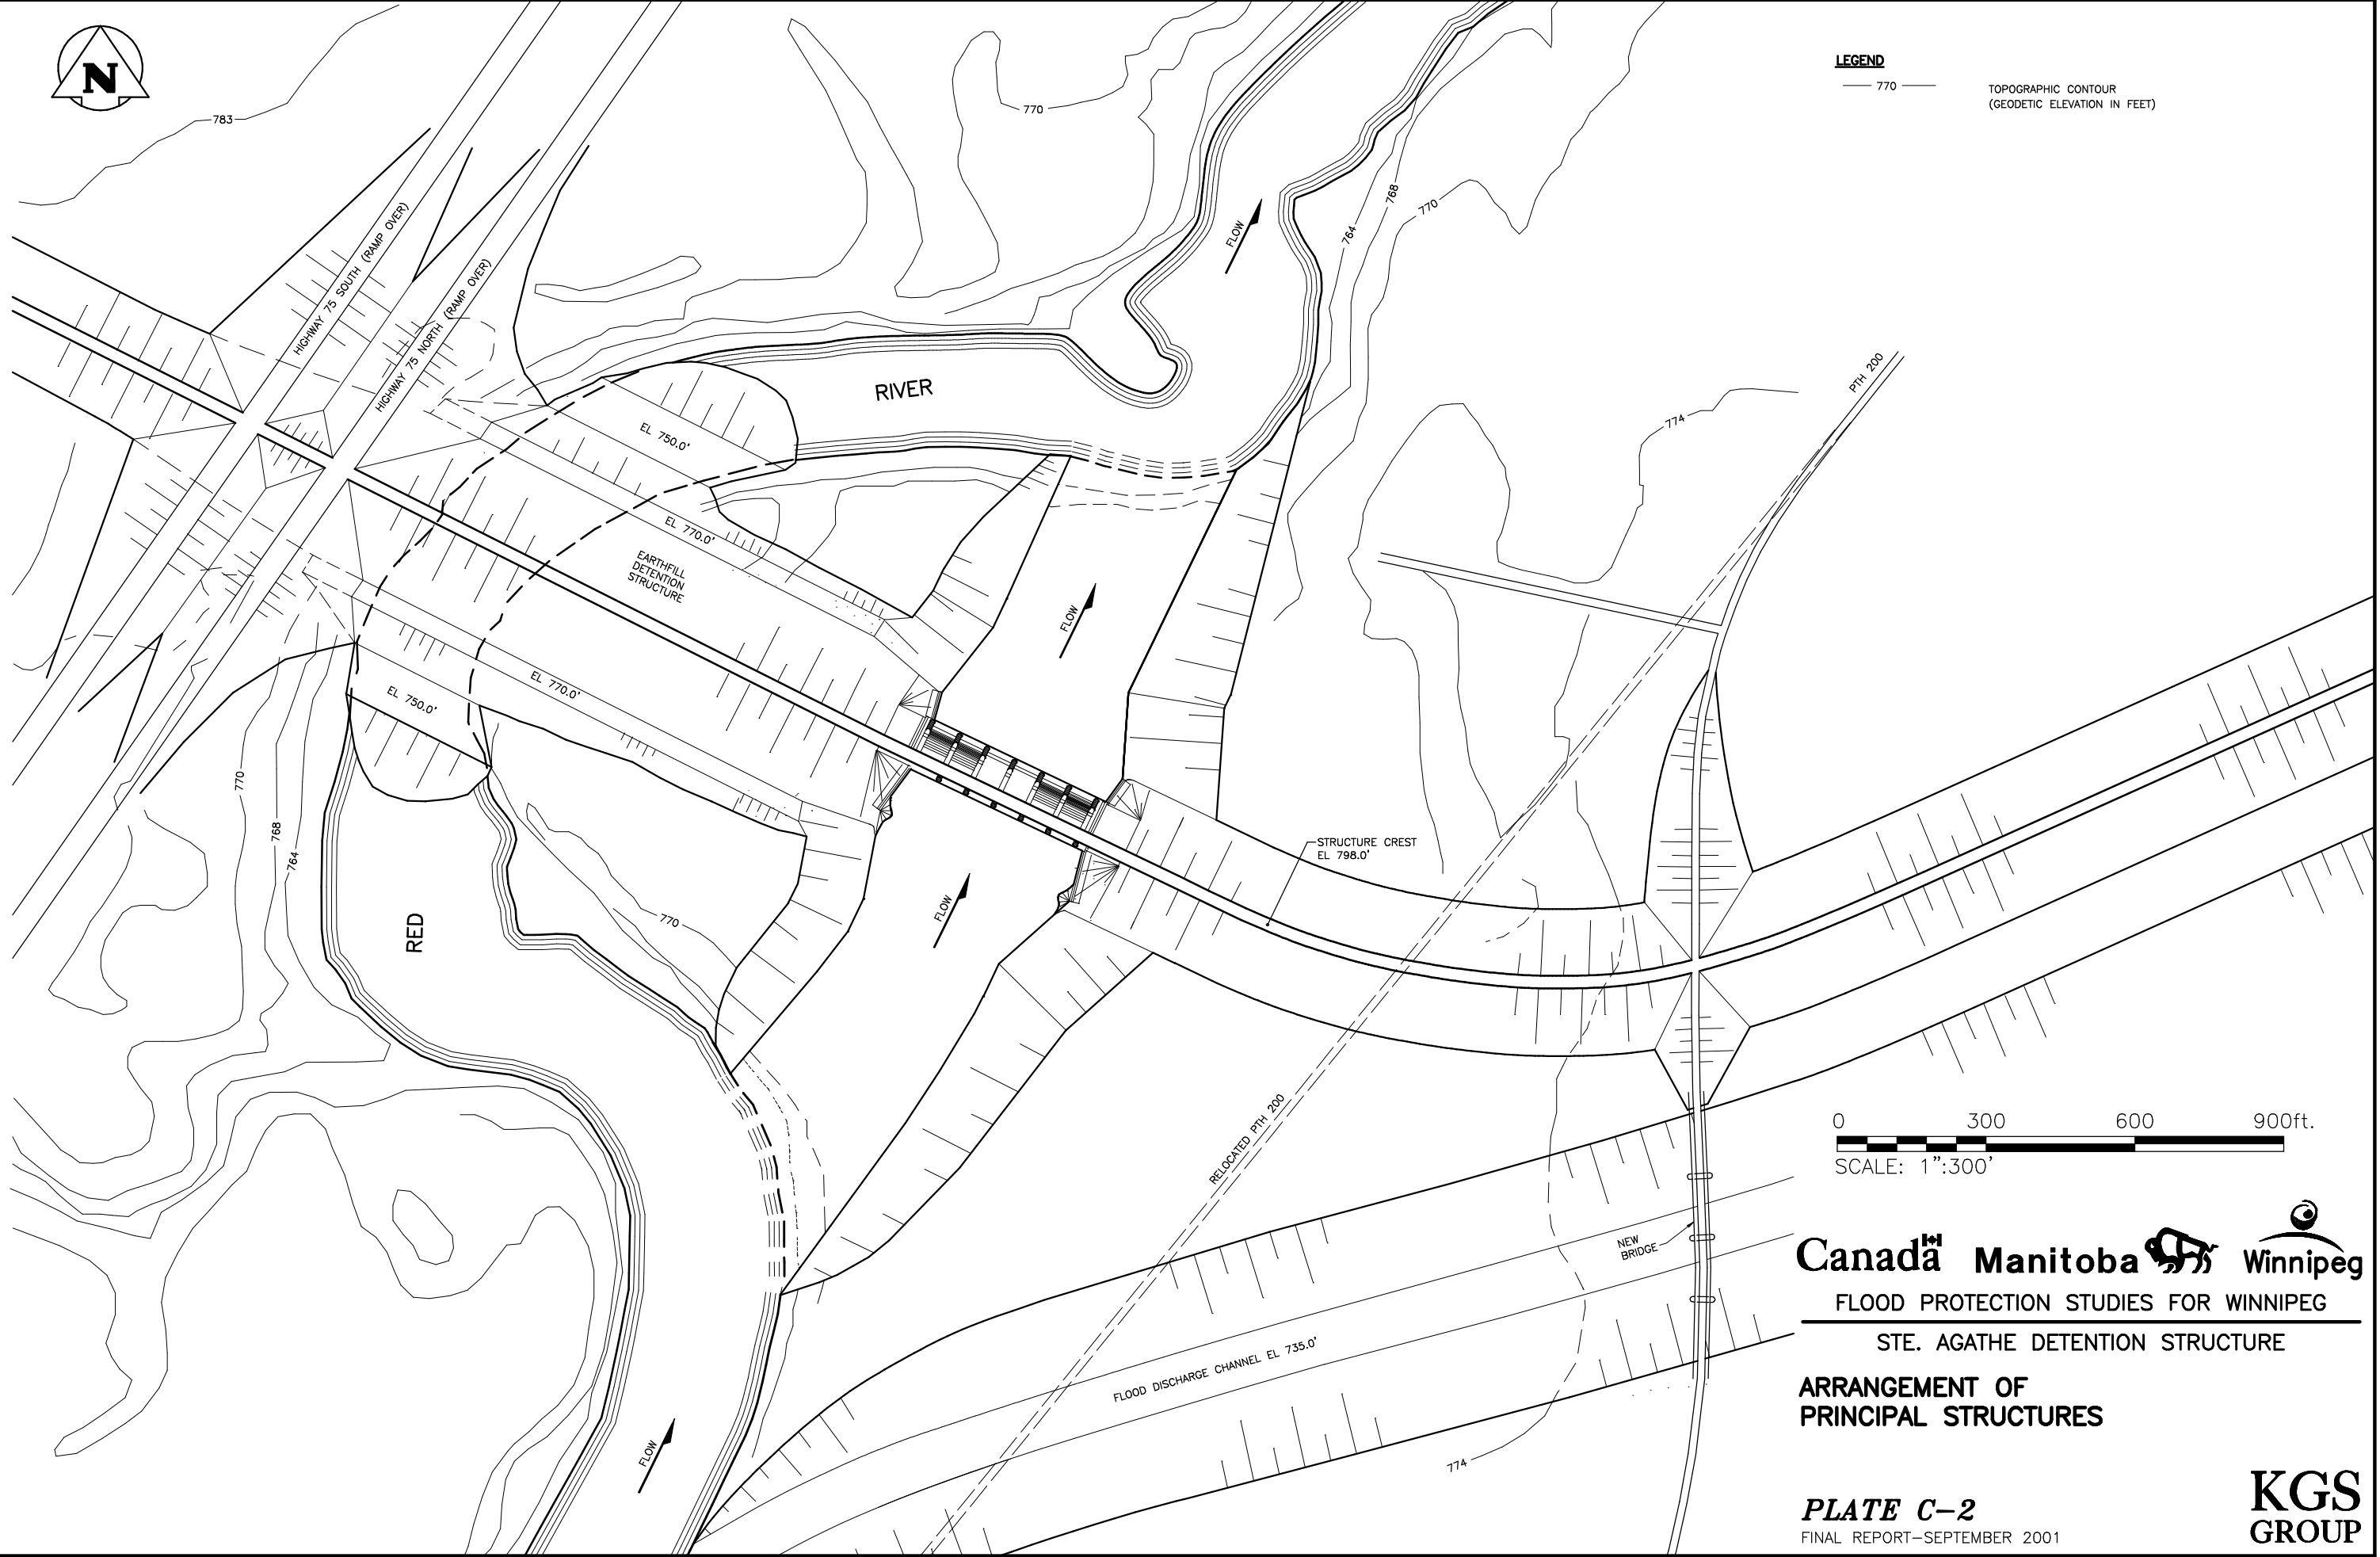 N
783
770
LEGEND
770
TOPOGRAPHIC CONTOUR
(GEODETIC ELEVATION IN FEET)
HIGHWAY 75 SOUTH (RAMP OVER)
HIGHWAY 75 NORTH (RAMP OVER)
FLOW
764
768
770
RIVER
PTH 200
774
EL 750.0'
EL 770.0'
EARTHFILL
DETENTION
STRUCTURE
FLOW
EL 770.0'
EL 750.0'
770
768
764
STRUCTURE CREST
EL 798.0'
RED
770
FLOW
RELOCATED PTH 200
0 300 600 900ft.
SCALE: 1":300'
NEW
BRIDGE
FLOOD DISCHARGE CHANNEL EL 735.0'
FLOW
774
Canada Manitoba Winnipeg
FLOOD PROTECTION STUDIES FOR WINNIPEG
STE. AGATHE DETENTION STRUCTURE
ARRANGEMENT OF
PRINCIPAL STRUCTURES
PLATE C-2
FINAL REPORT-SEPTEMBER 2001
KGS
GROUP